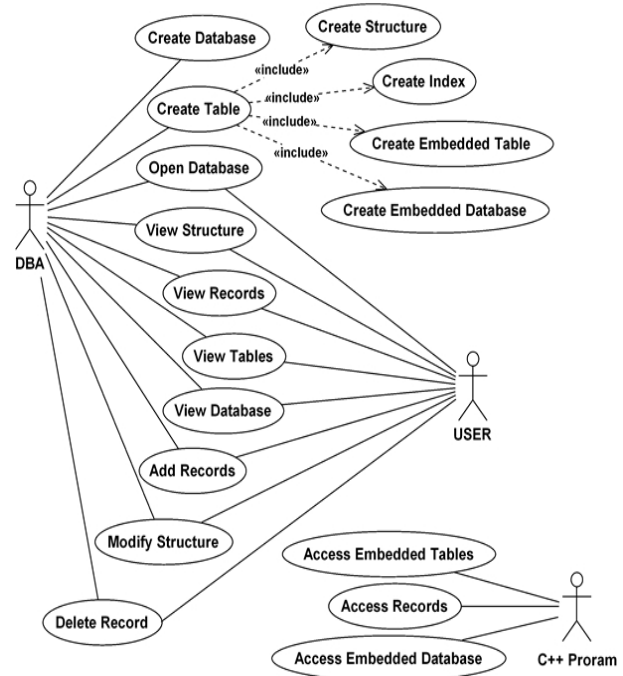 Create Database
Create Structure
«include»
Create Index
Create Table
«include»
«include»
Create Embedded Table
«include»
Open Database
Create Embedded Database
View Structure
DBA
View Records
View Tables
View Database
USER
Add Records
Modify Structure
Access Embedded Tables
Access Records
Delete Record
Access Embedded Database
C++ Proram